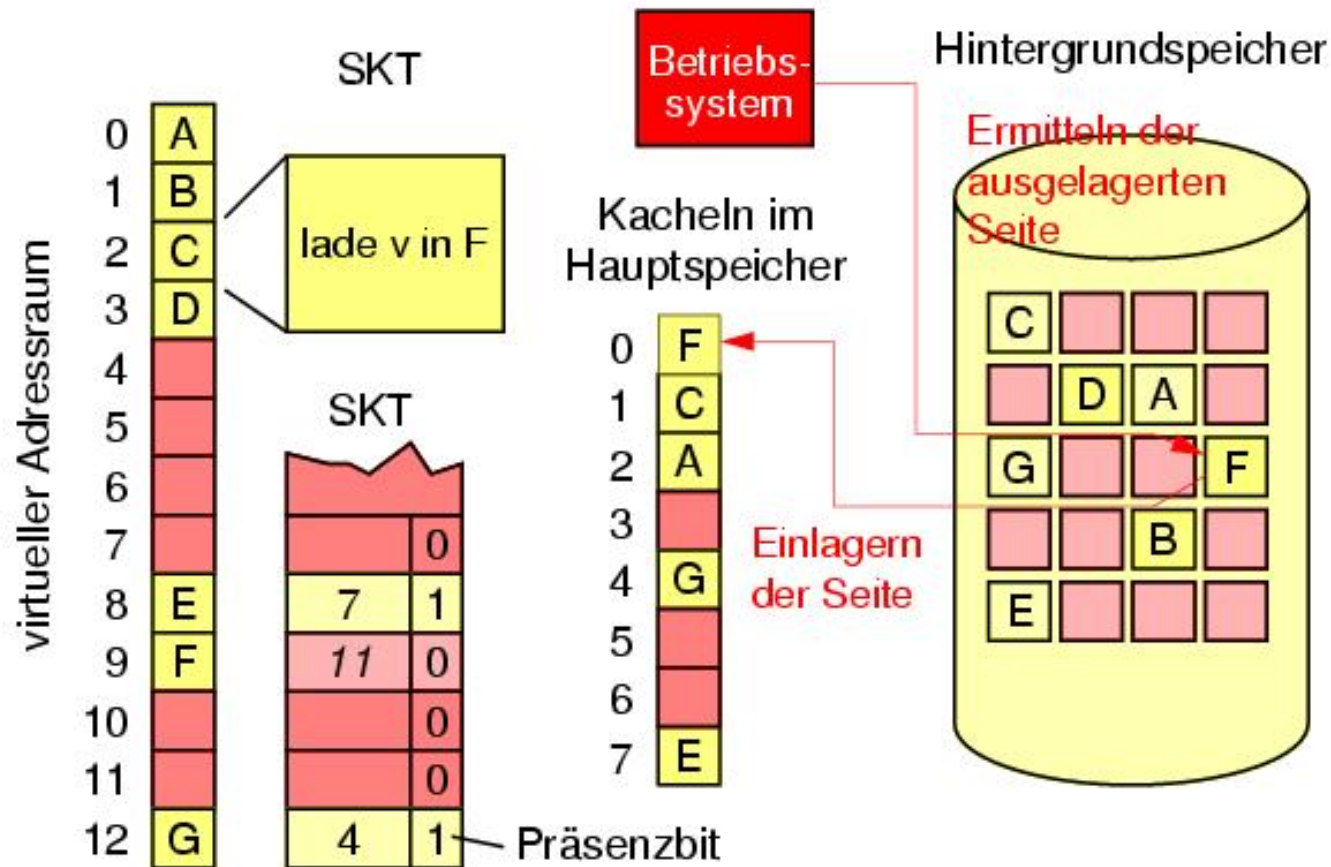 SKT
Betriebs-
system
Hintergrundspeicher
Ermitteln der
ausgelagerten
Seite
virtueller Adressraum
0 A
1 B
2 C
3 D
4
5
6
7
8 E
9 F
10
11
12 G
lade v in F
SKT
0
7 1
11 0
0
0
4 1
Präsenzbit
Kacheln im
Hauptspeicher
0 F
1 C
2 A
3
4 G
5
6
7 E
Einlagern
der Seite
C
D A
G F
B
E